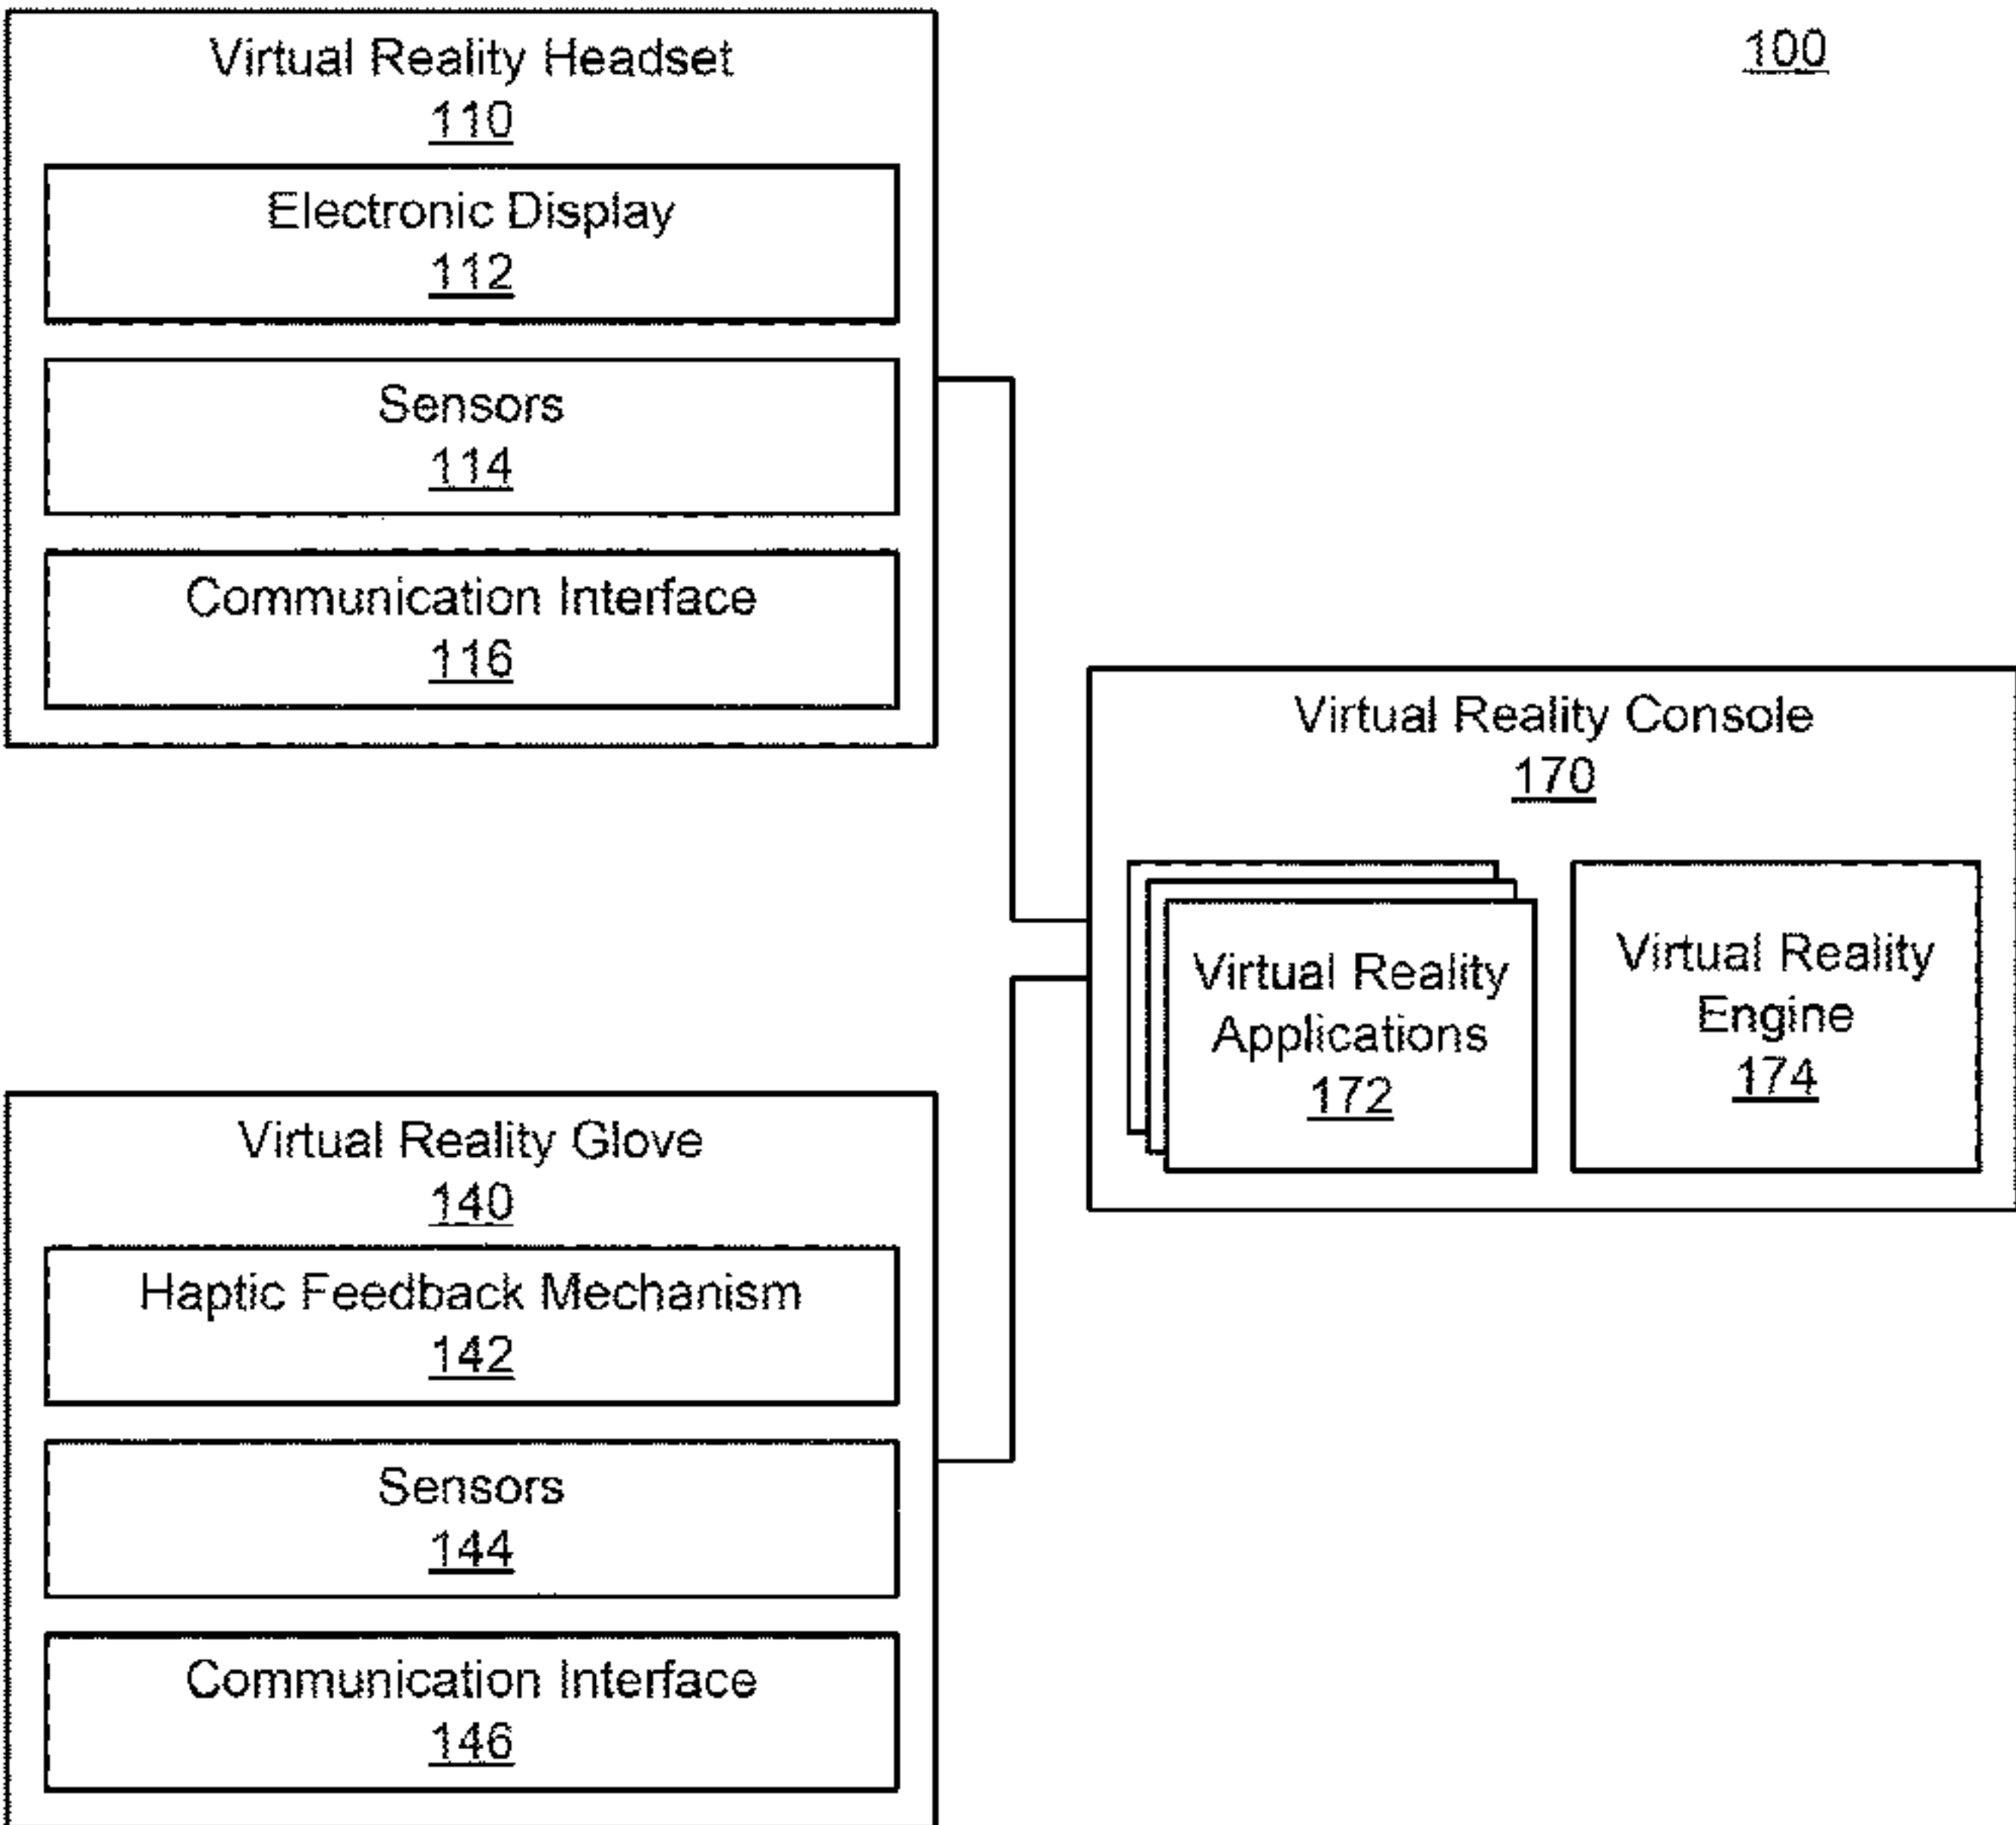 100
Virtual Reality Headset
110
Electronic Display
112
Sensors
114
Communication Interface
116
Virtual Reality Console
170
Virtual Reality
Applications
172
Virtual Reality
Engine
174
Virtual Reality Glove
140
Haptic Feedback Mechanism
142
Sensors
144
Communication Interface
146